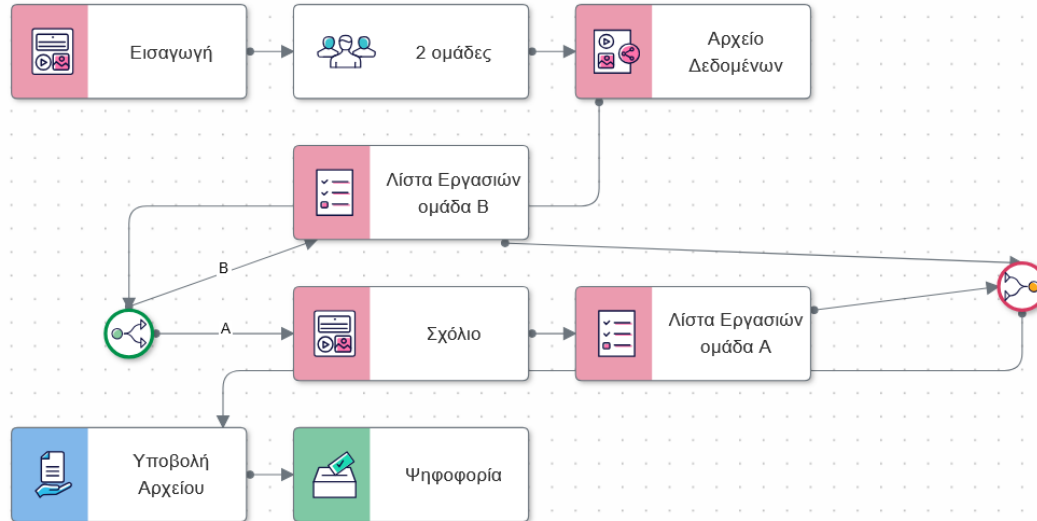 Εισαγωγή
2 ομάδες
Αρχείο
Δεδομένων
Λίστα Εργασιών
ομάδα Β
B
A
Σχόλιο
Λίστα Εργασιών
ομάδα Α
Υποβολή
Αρχείου
Ψηφοφορία